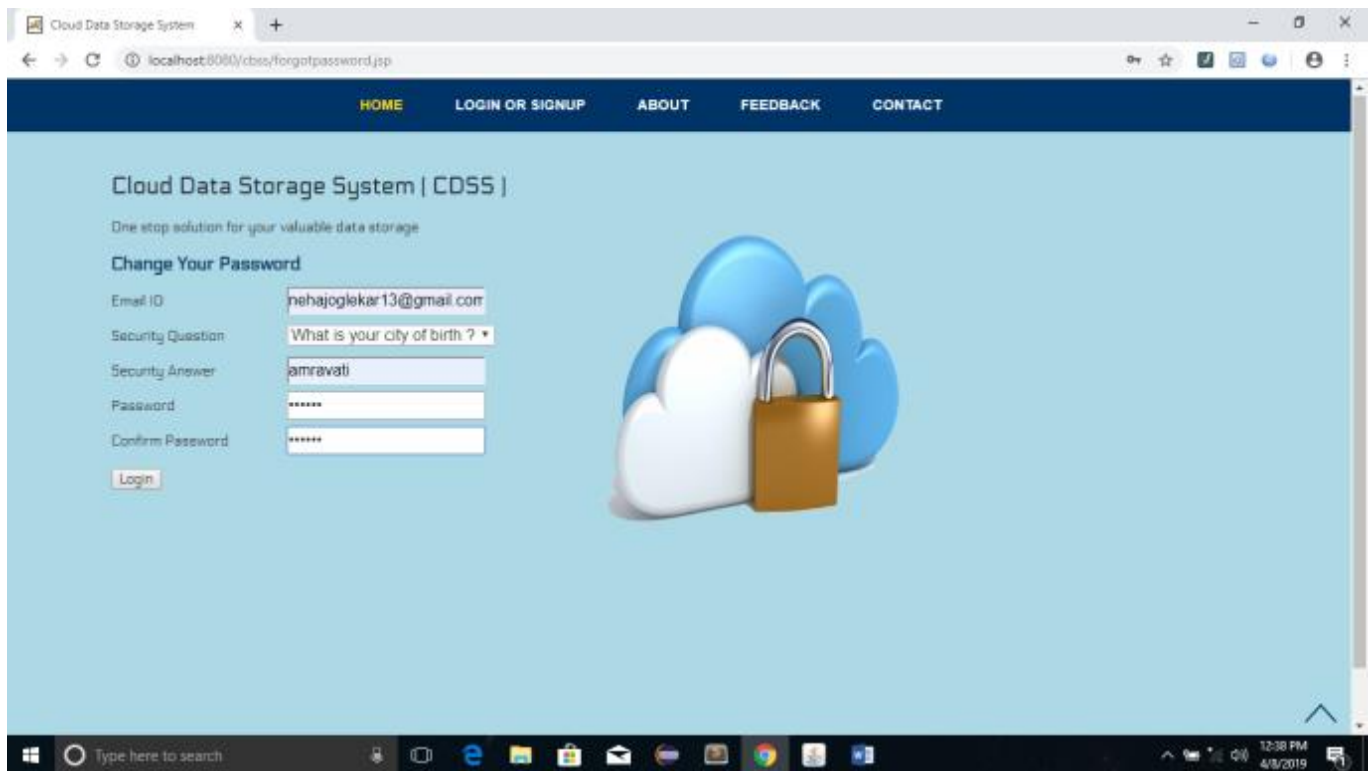 Cloud Data Storage System
localhost:8080/cbss/forgotpassword.jsp
HOME LOGIN OR SIGNUP ABOUT FEEDBACK CONTACT
Cloud Data Storage System | CDSS |
One stop solution for your valuable data storage
Change Your Password
Email ID nehajoglekar13@gmail.com
Security Question What is your city of birth ?
Security Answer amravati
Password ••••••
Confirm Password ••••••
Login
Type here to search
12:38 PM
4/8/2019